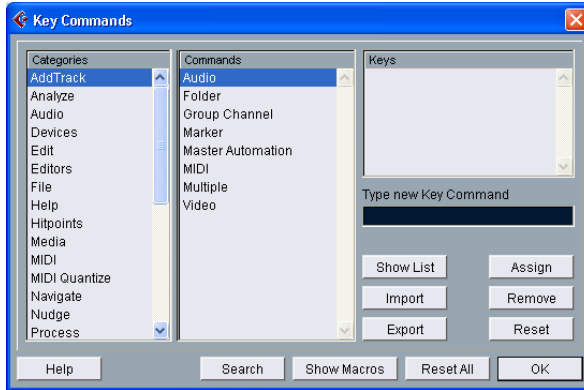 Key Commands
Categories
AddTrack
Analyze
Audio
Devices
Edit
Editors
File
Help
Hitpoints
Media
MIDI
MIDI Quantize
Navigate
Nudge
Process
Commands
Audio
Folder
Group Channel
Marker
Master Automation
MIDI
Multiple
Video
Keys
Type new Key Command
Show List
Assign
Import
Remove
Export
Reset
Help
Search
Show Macros
Reset All
OK